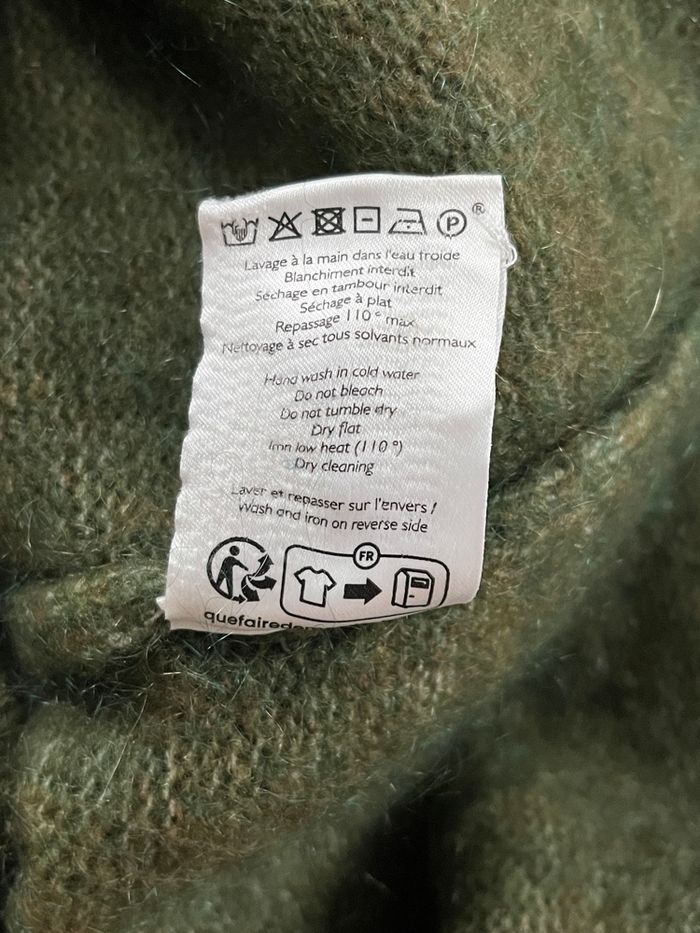 ®
P
Lavage à la main dans l'eau froide
Blanchiment interdit
Séchage en tambour interdit
Séchage à plat
Repassage 110° max
Nettoyage à sec tous solvants normaux
Hand wash in cold water
Do not bleach
Do not tumble dry
Dry flat
Iron low heat (110°)
Dry cleaning
Laver et repasser sur l'envers /
Wash and iron on reverse side
FR